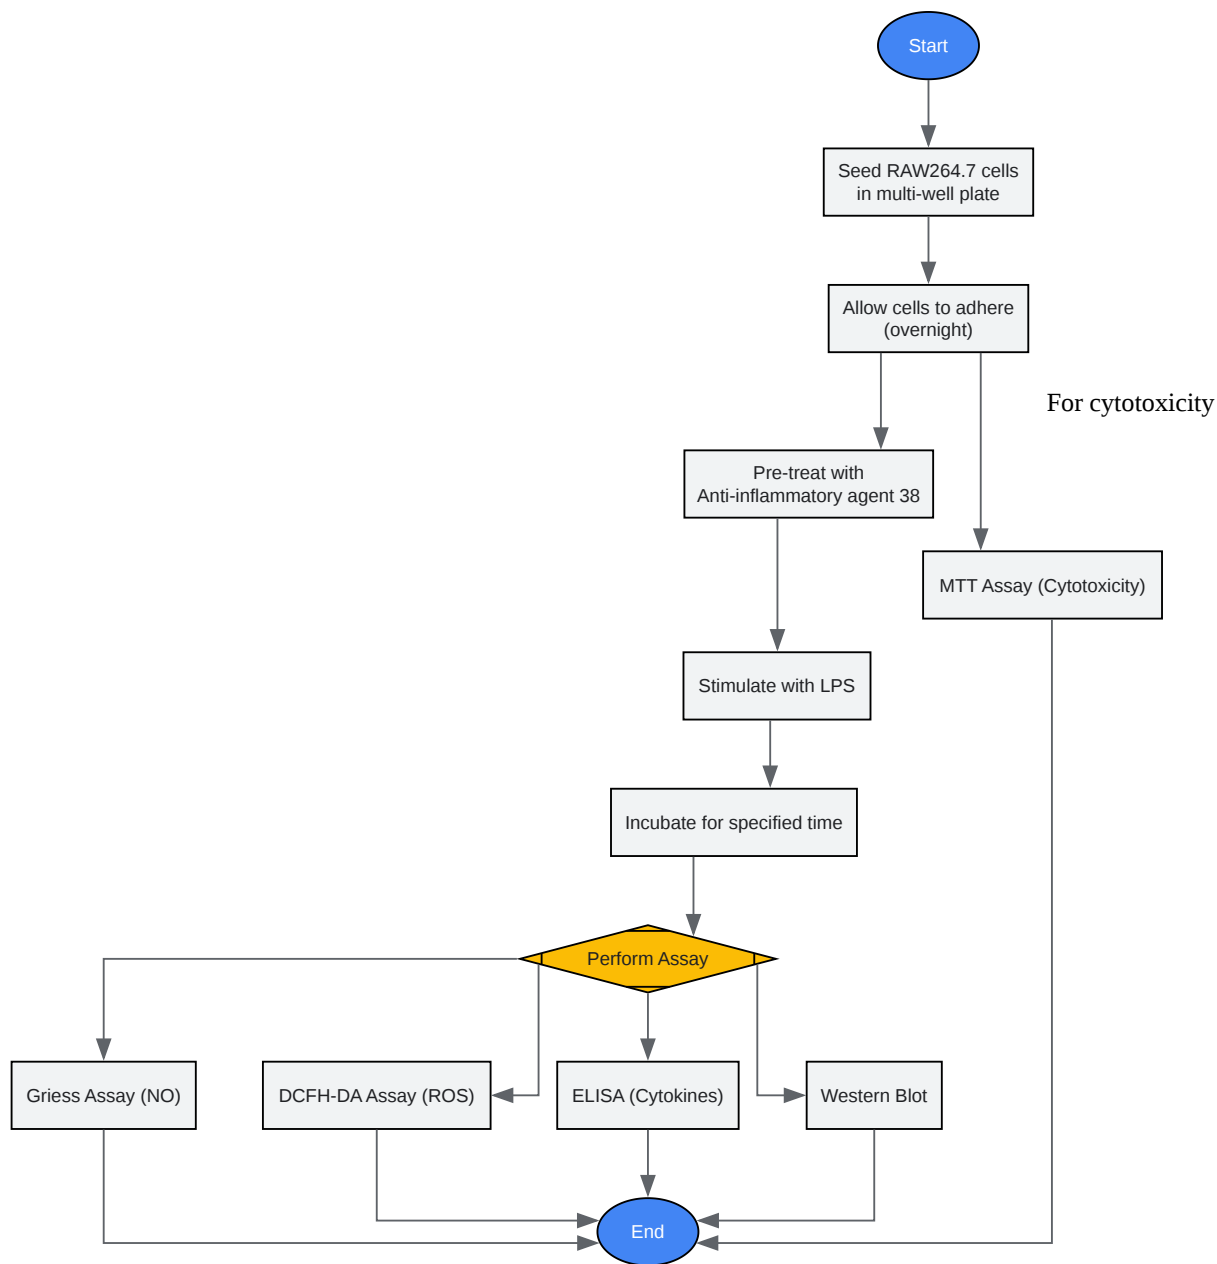 Start
Seed RAW264.7 cells
in multi-well plate
Allow cells to adhere
(overnight)
For cytotoxicity
Pre-treat with
Anti-inflammatory agent 38
MTT Assay (Cytotoxicity)
Stimulate with LPS
Incubate for specified time
Perform Assay
Griess Assay (NO)
DCFH-DA Assay (ROS)
ELISA (Cytokines)
Western Blot
End